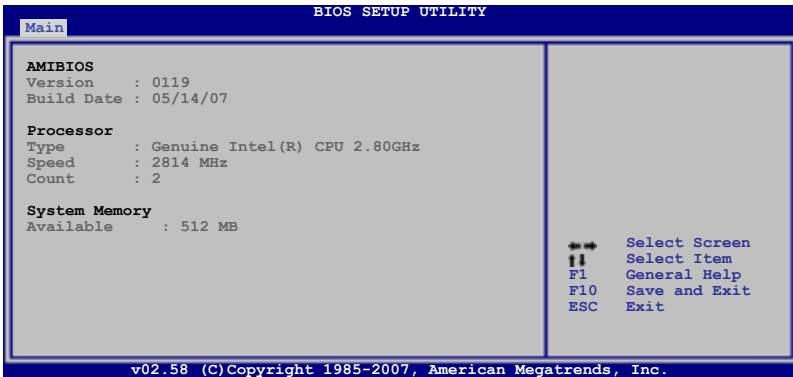 BIOS SETUP UTILITY
Main
AMIBIOS
Version : 0119
Build Date : 05/14/07
Processor
Type : Genuine Intel(R) CPU 2.80GHz
Speed : 2814 MHz
Count : 2
System Memory
Available : 512 MB
←→ Select Screen
↑↓ Select Item
F1 General Help
F10 Save and Exit
ESC Exit
v02.58 (C)Copyright 1985-2007, American Megatrends, Inc.